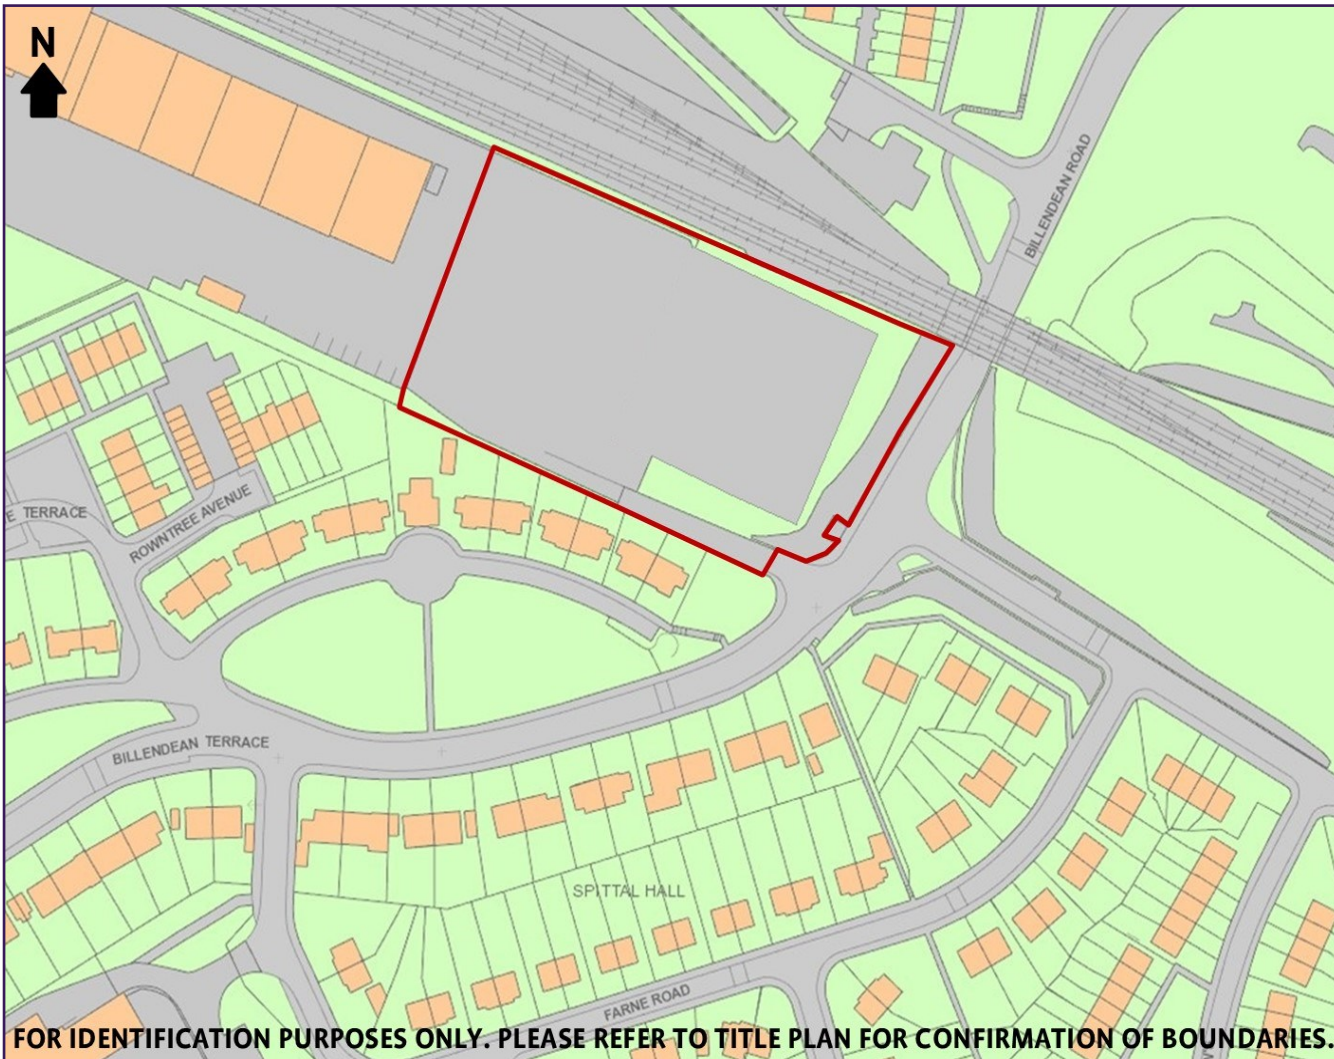 N
BILLENDEAN ROAD
E TERRACE
ROWNTREE AVENUE
BILLENDEAN TERRACE
SPITTAL HALL
FARNE ROAD
FOR IDENTIFICATION PURPOSES ONLY. PLEASE REFER TO TITLE PLAN FOR CONFIRMATION OF BOUNDARIES.